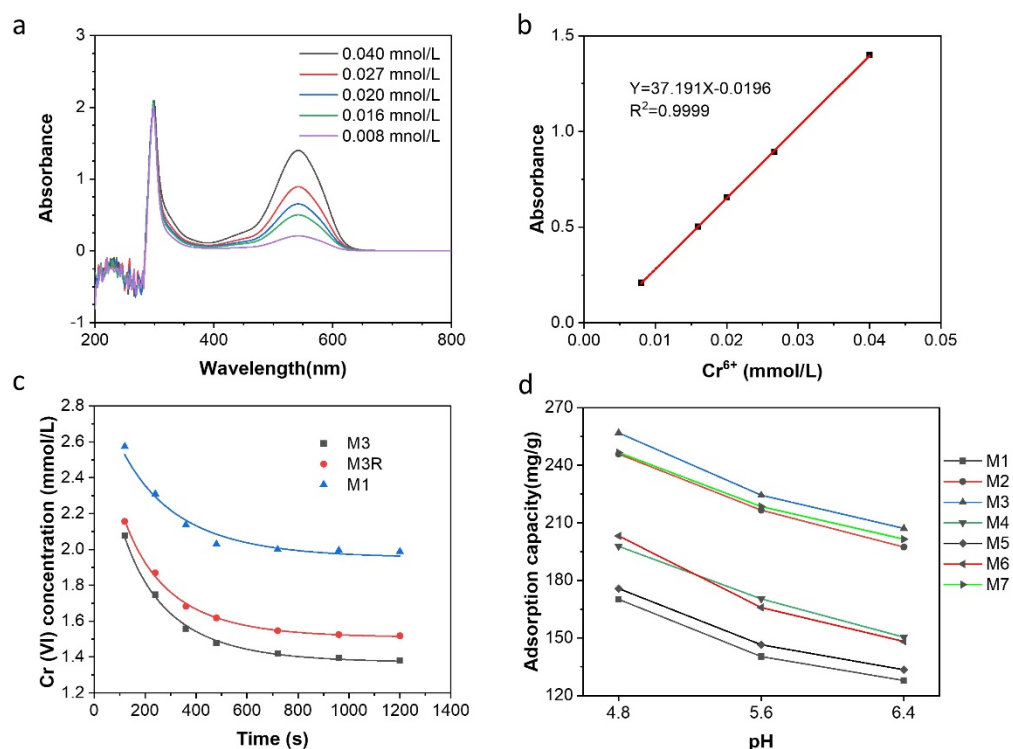 a
3
2
1
0
-1
200
300
400
500
600
800
Absorbance
Wavelength(nm)
0.040 mnol/L
0.027 mmol/L
0.020 mmol/L
0.016 mmol/L
0.008 mnol/L
b
1.5
1.0
0.5
0.0
0.00
0.01
0.02
0.03
0.04
0.05
Absorbance
Cr⁶⁺ (mmol/L)
Y=37.191X-0.0196
R²=0.9999
c
2.8
2.6
2.4
2.2
2.0
1.8
1.6
1.4
1.2
0
200
400
600
800
1000
1200
1400
Cr (VI) concentration (mmol/L)
Time (s)
M3
M3R
M1
d
270
240
210
180
150
120
4.8
5.6
6.4
Adsorption capacity(mg/g)
pH
M1
M2
M3
M4
M5
M6
M7